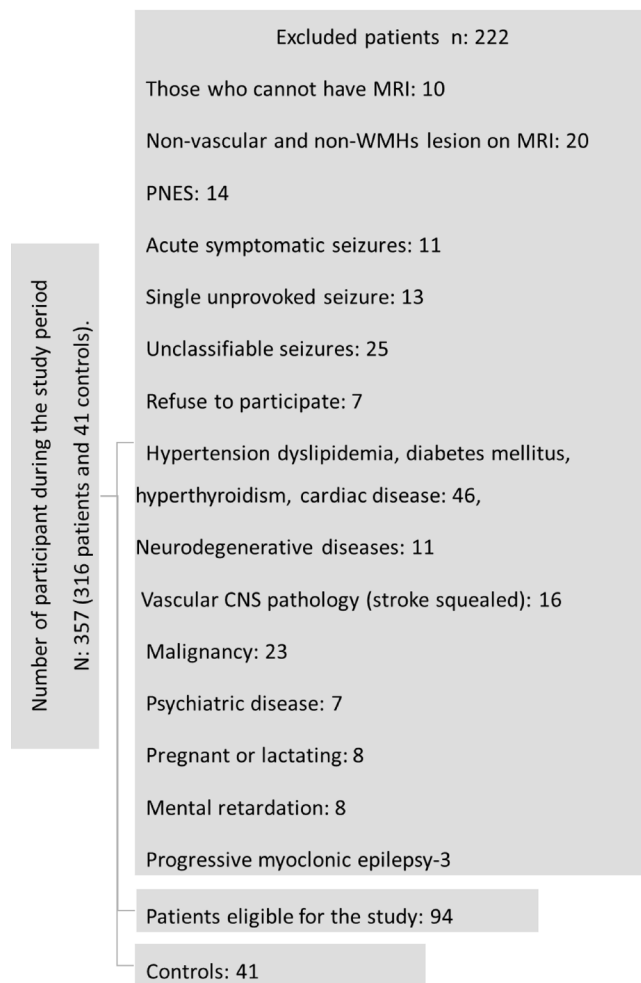 Number of participant during the study period
N: 357 (316 patients and 41 controls).
Excluded patients n: 222
Those who cannot have MRI: 10
Non-vascular and non-WMHs lesion on MRI: 20
PNES: 14
Acute symptomatic seizures: 11
Single unprovoked seizure: 13
Unclassifiable seizures: 25
Refuse to participate: 7
Hypertension dyslipidemia, diabetes mellitus,
hyperthyroidism, cardiac disease: 46,
Neurodegenerative diseases: 11
Vascular CNS pathology (stroke squealed): 16
Malignancy: 23
Psychiatric disease: 7
Pregnant or lactating: 8
Mental retardation: 8
Progressive myoclonic epilepsy-3
Patients eligible for the study: 94
Controls: 41